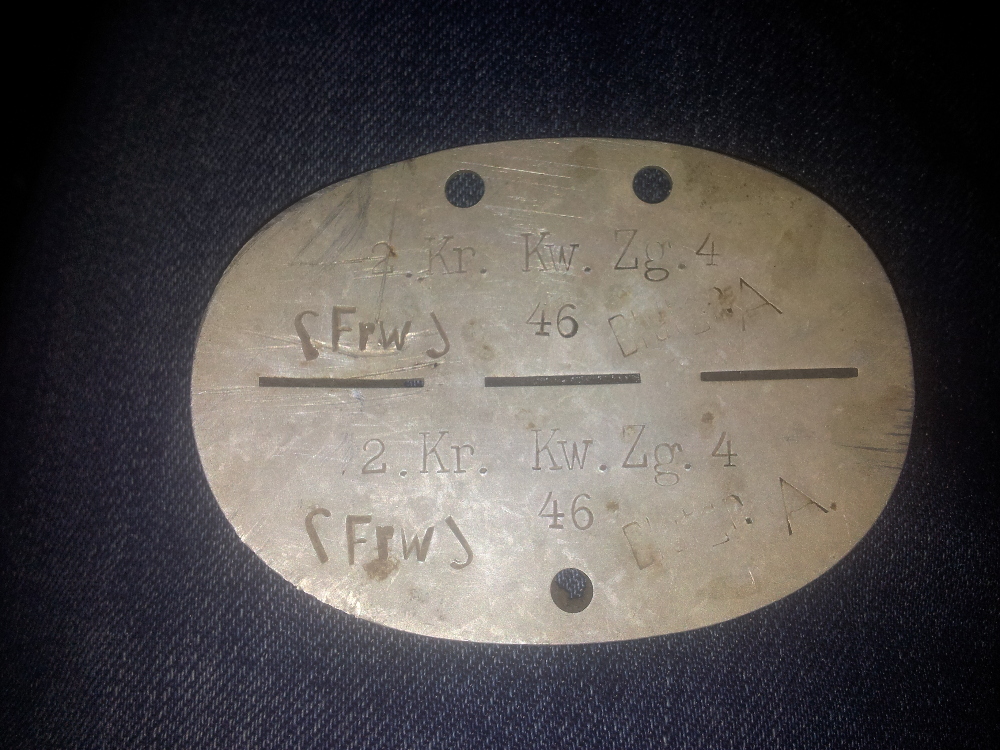 2.Kr. Kw. Zg.4
(Frw) 46 A
2.Kr. Kw.Zg.4
(Frw) 46 A.